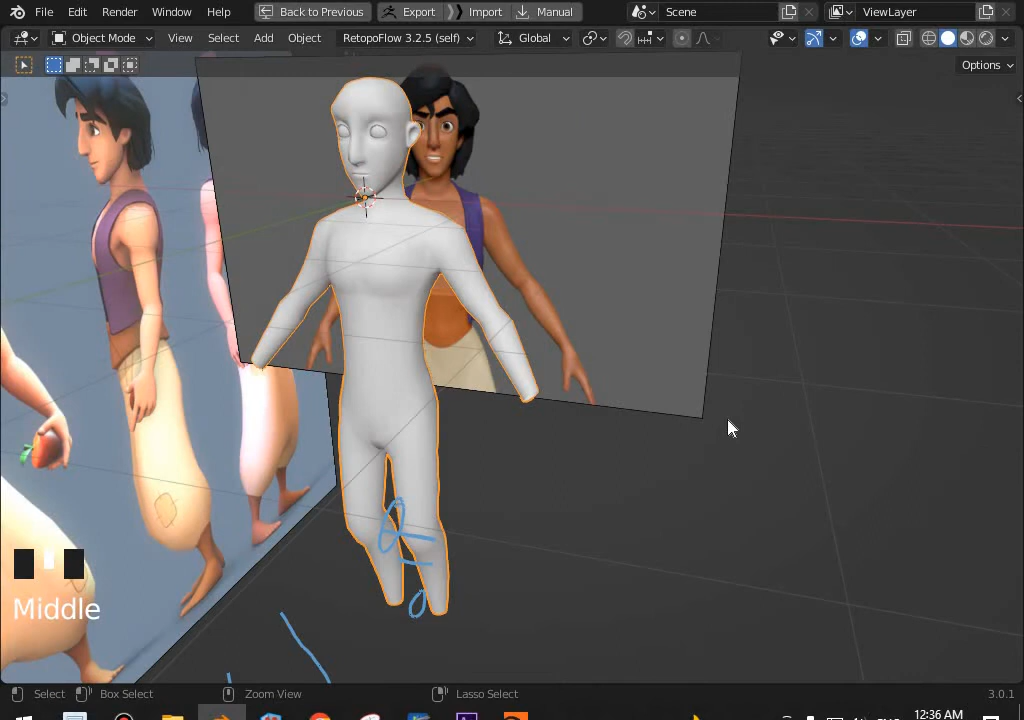 File Edit Render Window Help Back to Previous Export Import Manual Scene ViewLayer
Object Mode View Select Add Object RetopoFlow 3.2.5 (self) Global
Options
Middle
Select Box Select Zoom View Lasso Select 3.0.1
12:36 AM